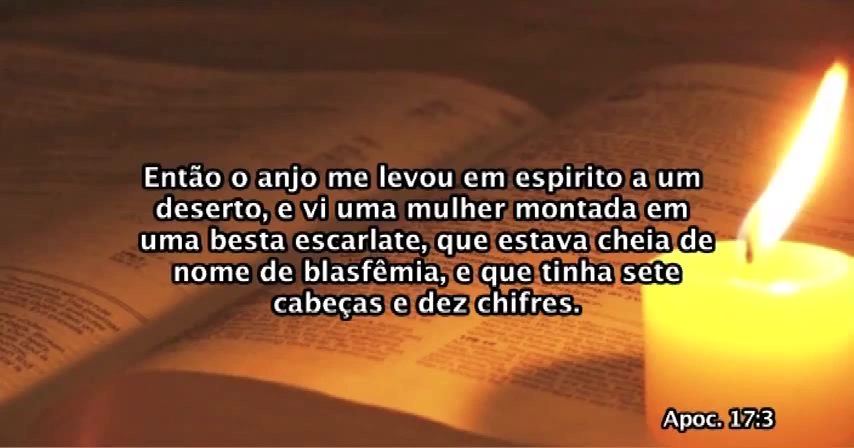 Então o anjo me levou em espirito a um
deserto, e vi uma mulher montada em
uma besta escarlate, que estava cheia de
nome de blasfêmia, e que tinha sete
cabeças e dez chifres.
Apoc. 17:3